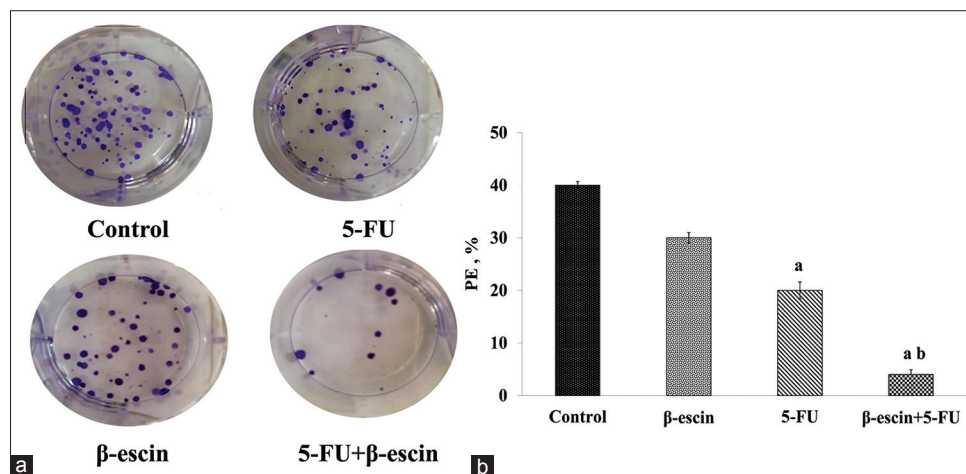 Control
5-FU
β-escin
5-FU+β-escin
a
PE , %
50
40
30
20
10
0
a
a b
Control
β-escin
5-FU
β-escin+5-FU
b